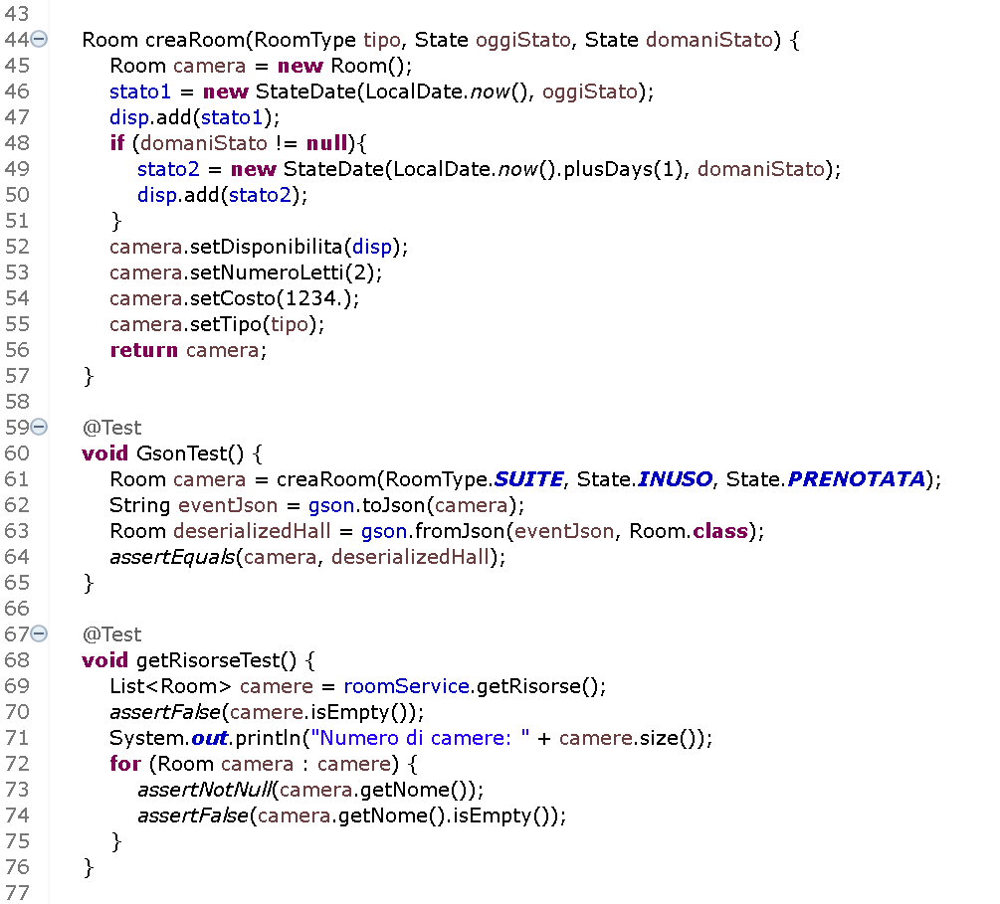 43
44 Room creaRoom(RoomType tipo, State oggiStato, State domaniStato) {
45 Room camera = new Room();
46 stato1 = new StateDate(LocalDate.now(), oggiStato);
47 disp.add(stato1);
48 if (domaniStato != null){
49 stato2 = new StateDate(LocalDate.now().plusDays(1), domaniStato);
50 disp.add(stato2);
51 }
52 camera.setDisponibilita(disp);
53 camera.setNumeroLetti(2);
54 camera.setCosto(1234.);
55 camera.setTipo(tipo);
56 return camera;
57 }
58
59 @Test
60 void GsonTest() {
61 Room camera = creaRoom(RoomType.SUITE, State.INUSO, State.PRENOTATA);
62 String eventJson = gson.toJson(camera);
63 Room deserializedHall = gson.fromJson(eventJson, Room.class);
64 assertEquals(camera, deserializedHall);
65 }
66
67 @Test
68 void getRisorseTest() {
69 List<Room> camere = roomService.getRisorse();
70 assertFalse(camere.isEmpty());
71 System.out.println("Numero di camere: " + camere.size());
72 for (Room camera : camere) {
73 assertNotNull(camera.getNome());
74 assertFalse(camera.getNome().isEmpty());
75 }
76 }
77